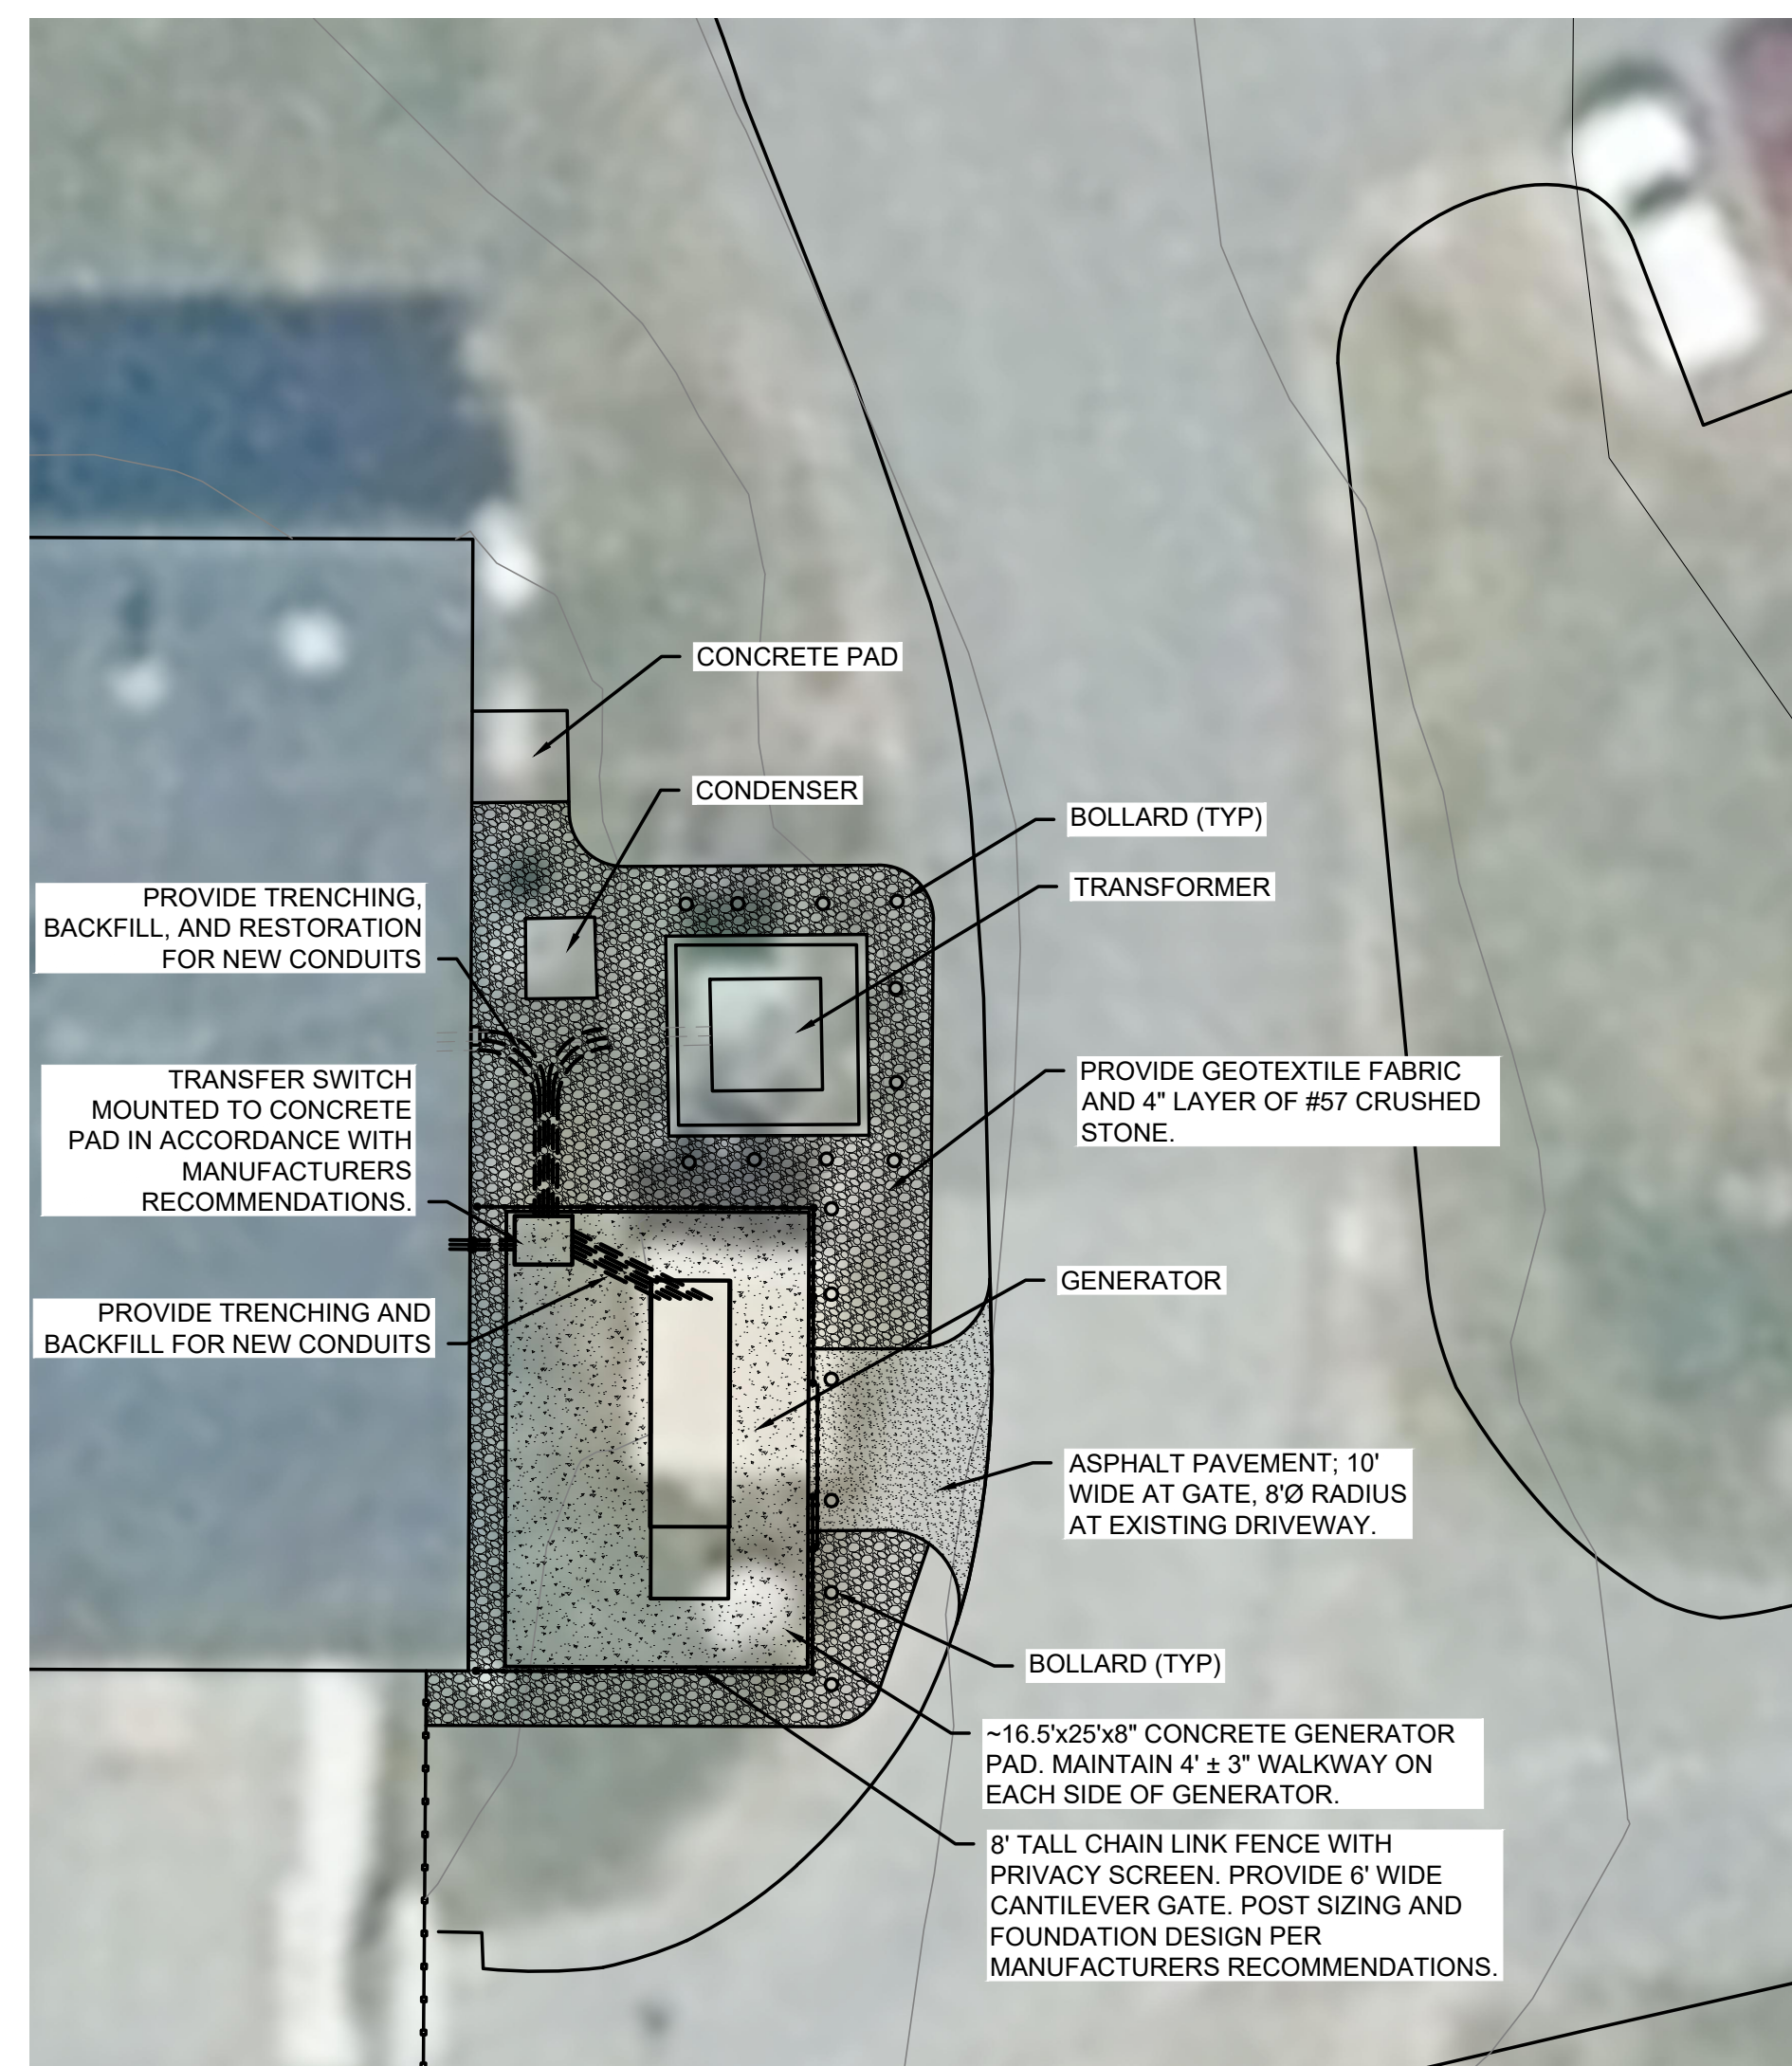 CONCRETE PAD
CONDENSER
BOLLARD (TYP)
TRANSFORMER
PROVIDE TRENCHING,
BACKFILL, AND RESTORATION
FOR NEW CONDUITS
TRANSFER SWITCH
MOUNTED TO CONCRETE
PAD IN ACCORDANCE WITH
MANUFACTURERS
RECOMMENDATIONS.
PROVIDE GEOTEXTILE FABRIC
AND 4" LAYER OF #57 CRUSHED
STONE.
GENERATOR
PROVIDE TRENCHING AND
BACKFILL FOR NEW CONDUITS
ASPHALT PAVEMENT; 10'
WIDE AT GATE, 8'Ø RADIUS
AT EXISTING DRIVEWAY.
BOLLARD (TYP)
~16.5'x25'x8" CONCRETE GENERATOR
PAD. MAINTAIN 4' ± 3" WALKWAY ON
EACH SIDE OF GENERATOR.
8' TALL CHAIN LINK FENCE WITH
PRIVACY SCREEN. PROVIDE 6' WIDE
CANTILEVER GATE. POST SIZING AND
FOUNDATION DESIGN PER
MANUFACTURERS RECOMMENDATIONS.